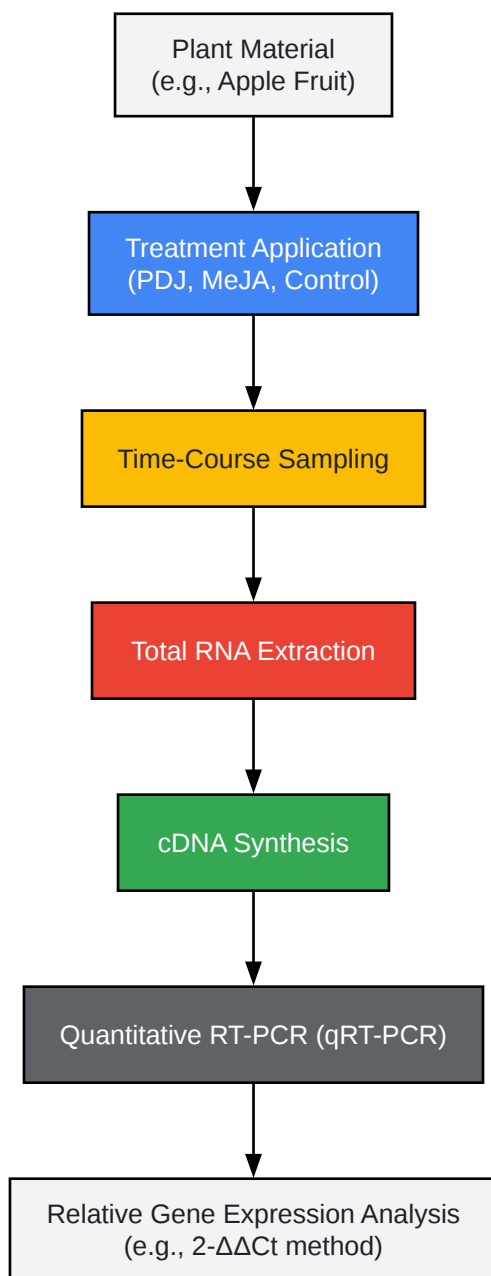 Plant Material
(e.g., Apple Fruit)
Treatment Application
(PDJ, MeJA, Control)
Time-Course Sampling
Total RNA Extraction
cDNA Synthesis
Quantitative RT-PCR (qRT-PCR)
Relative Gene Expression Analysis
(e.g., 2-ΔΔCt method)